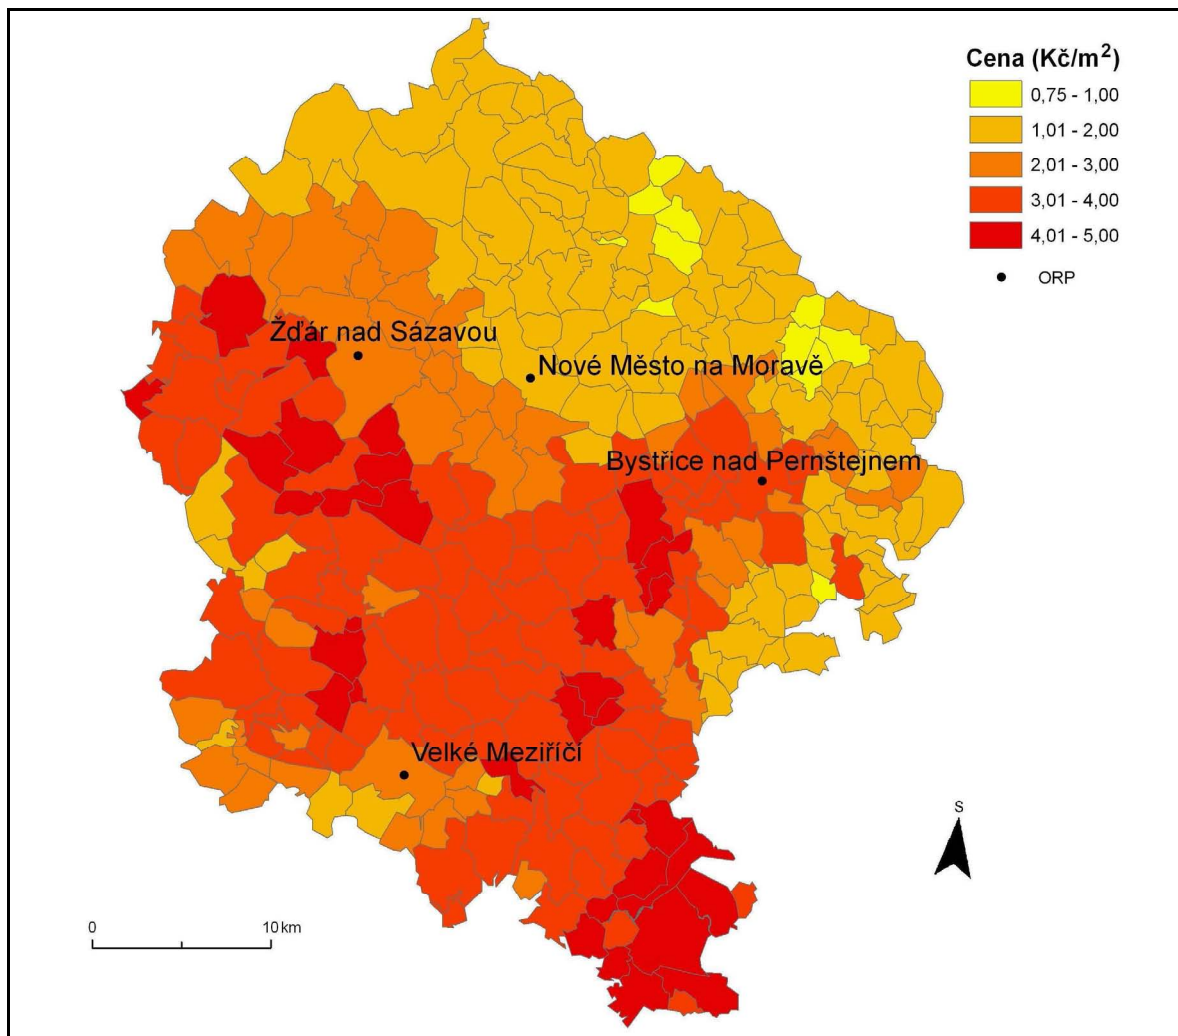 Cena (Kč/m²)
0,75 - 1,00
1,01 - 2,00
2,01 - 3,00
3,01 - 4,00
4,01 - 5,00
ORP
Žďár nad Sázavou
Nové Město na Moravě
Bystřice nad Pernštejnem
Velké Meziříčí
S
0 10 km